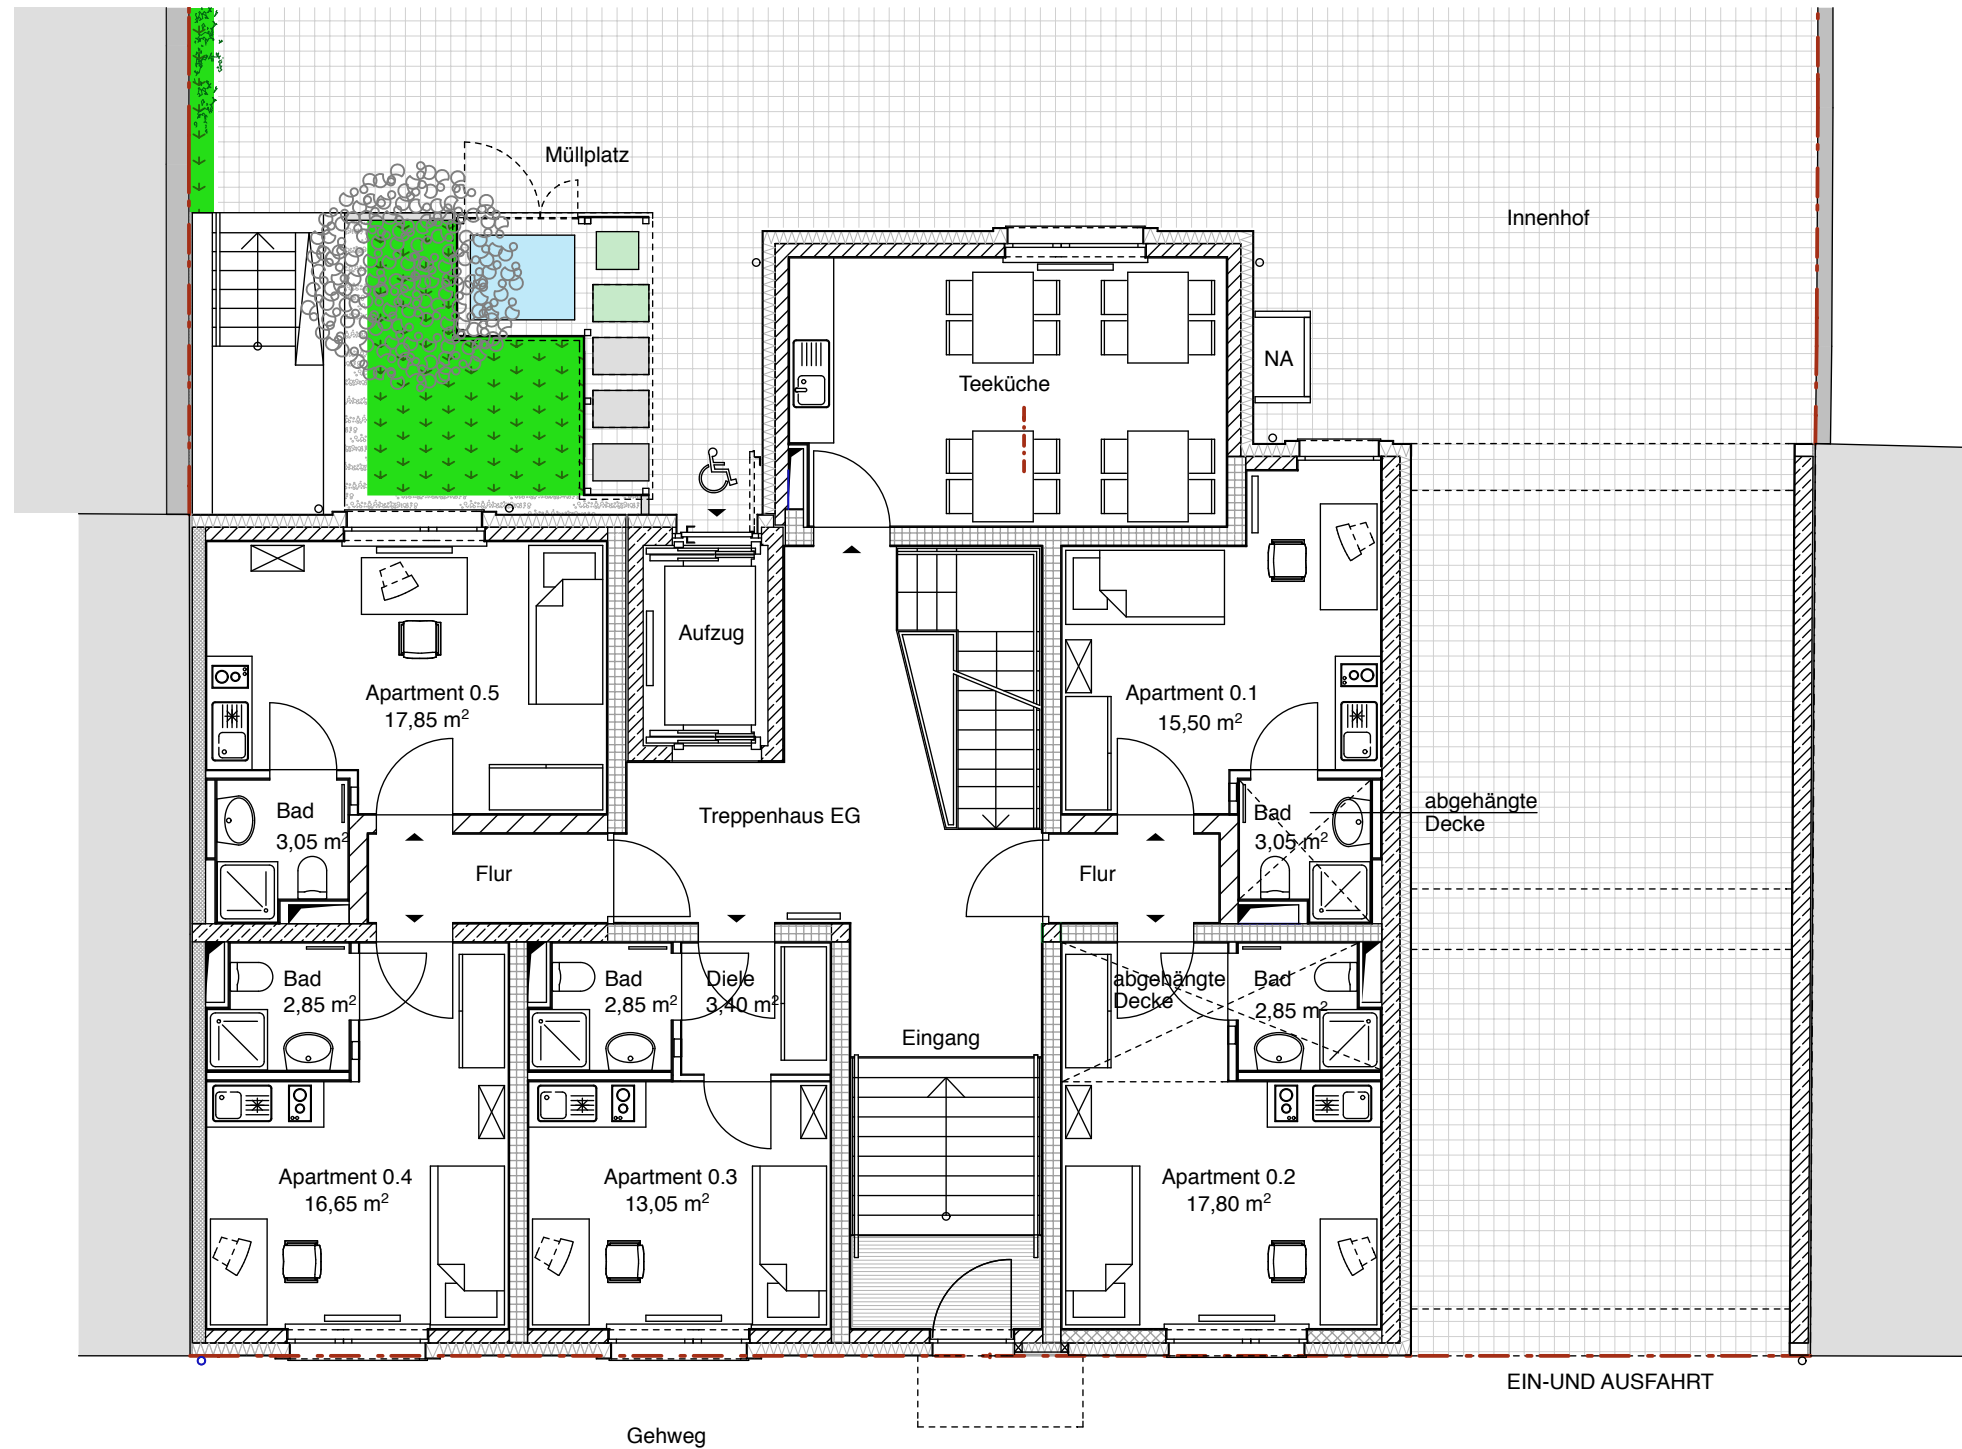 Müllplatz
Innenhof
NA
Teeküche
Aufzug
Apartment 0.5
17,85 m²
Apartment 0.1
15,50 m²
Bad
3,05 m²
Treppenhaus EG
Bad
3,05 m²
abgehängte
Decke
Flur
Flur
Bad
2,85 m²
Bad
2,85 m²
Diele
3,40 m²
abgehängte
Decke
Bad
2,85 m²
Eingang
Apartment 0.4
16,65 m²
Apartment 0.3
13,05 m²
Apartment 0.2
17,80 m²
EIN-UND AUSFAHRT
Gehweg